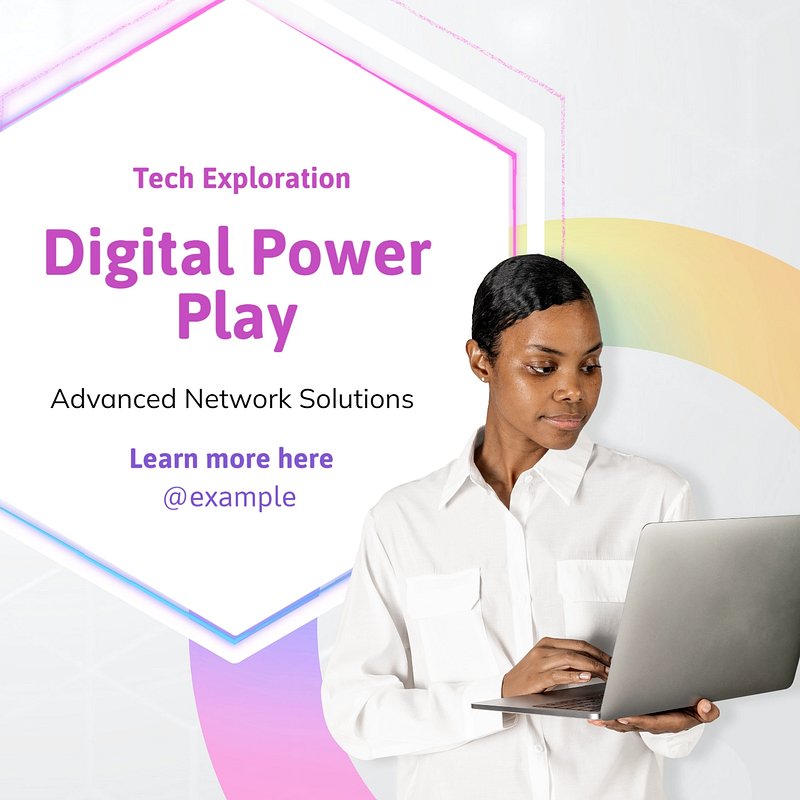 Tech Exploration
Digital Power
Play
Advanced Network Solutions
Learn more here
@example